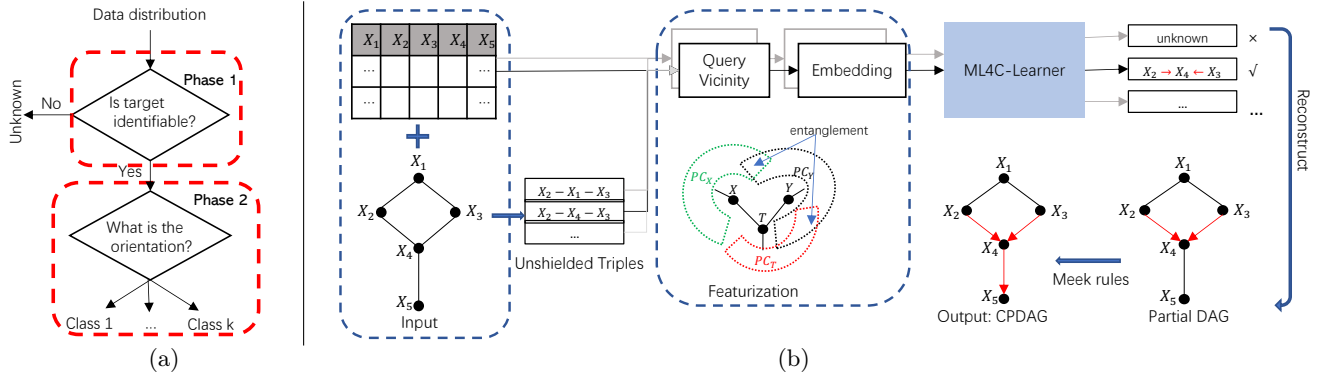 Data distribution
Phase 1
Is target
identifiable?
No
Unknown
Yes
Phase 2
What is the
orientation?
Class 1
...
Class k
(a)
X₁ X₂ X₃ X₄ X₅
...
...
...
...
X₁
X₂
X₃
X₄
X₅
Input
X₂ − X₁ − X₃
X₂ − X₄ − X₃
...
Unshielded Triples
Query
Vicinity
Embedding
entanglement
PC_X
PC_Y
X
Y
T
PC_T
Featurization
ML4C-Learner
unknown ×
X₂ → X₄ ← X₃ √
... ...
Reconstruct
X₁
X₂
X₃
X₄
X₅
Output: CPDAG
Meek rules
X₁
X₂
X₃
X₄
X₅
Partial DAG
(b)